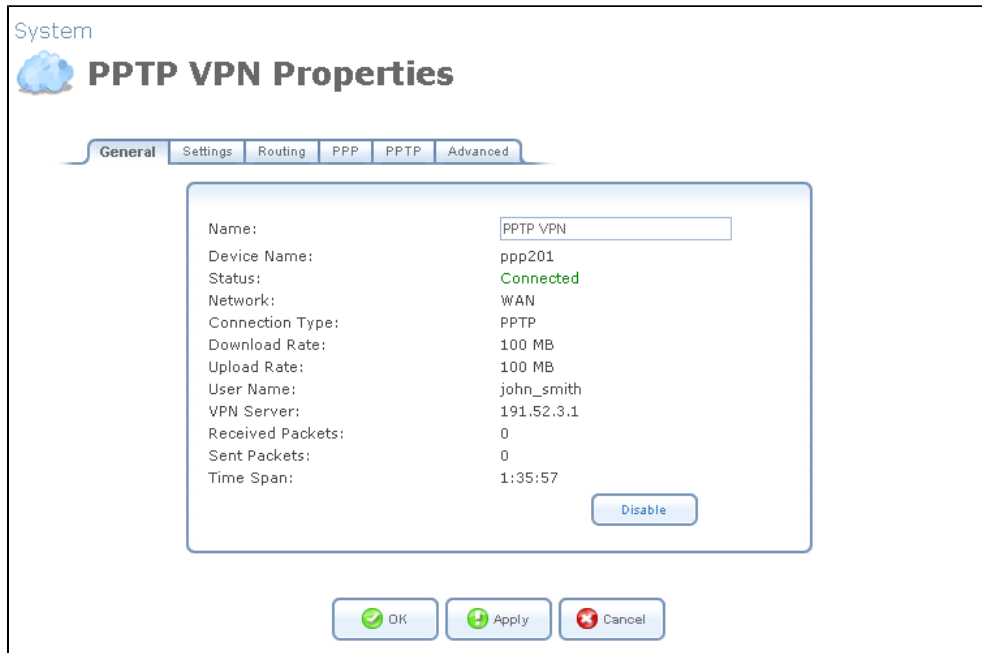 System
PPTP VPN Properties
General Settings Routing PPP PPTP Advanced
Name: PPTP VPN
Device Name: ppp201
Status: Connected
Network: WAN
Connection Type: PPTP
Download Rate: 100 MB
Upload Rate: 100 MB
User Name: john_smith
VPN Server: 191.52.3.1
Received Packets: 0
Sent Packets: 0
Time Span: 1:35:57
Disable
OK Apply Cancel